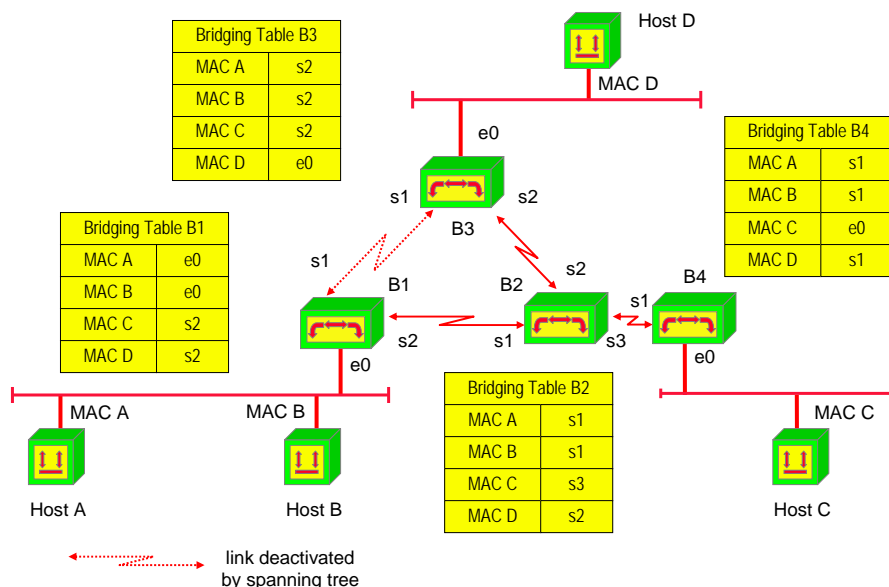 Host D
Bridging Table B3
MAC A s2
MAC B s2
MAC C s2
MAC D e0
MAC D
e0
Bridging Table B4
MAC A s1
MAC B s1
MAC C e0
MAC D s1
s1
s2
B3
Bridging Table B1
MAC A e0
MAC B e0
MAC C s2
MAC D s2
s1
s2
B1
B2
s1
B4
s2
s1
s3
e0
e0
MAC A
MAC B
Bridging Table B2
MAC A s1
MAC B s1
MAC C s3
MAC D s2
MAC C
Host A
Host B
Host C
link deactivated
by spanning tree